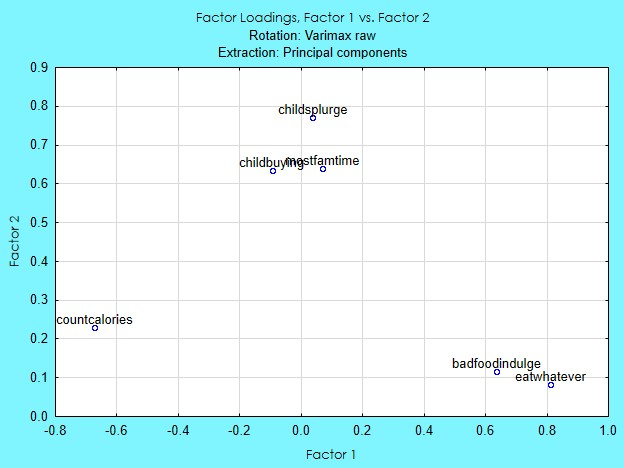 Factor Loadings, Factor 1 vs. Factor 2
Rotation: Varimax raw
Extraction: Principal components
0.9
0.8
childsplurge
0.7
childbuying
mostfamtime
0.6
0.5
Factor 2
0.4
0.3
countcalories
0.2
badfoodindulge
0.1
eatwhatever
0.0
-0.8 -0.6 -0.4 -0.2 0.0 0.2 0.4 0.6 0.8 1.0
Factor 1